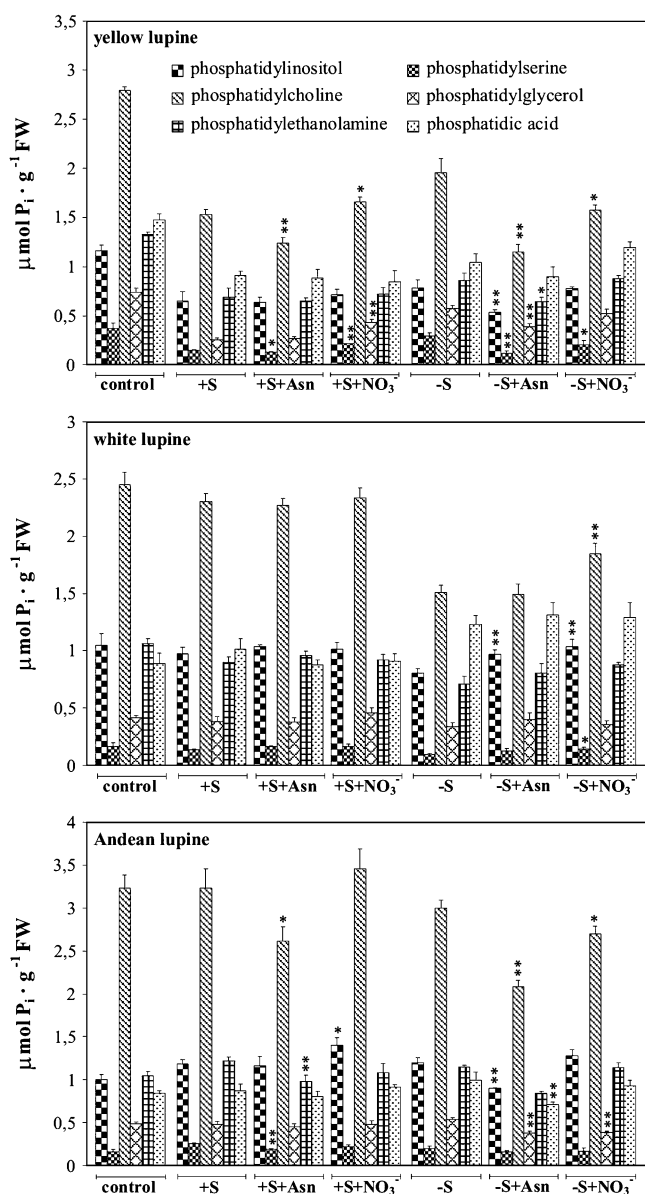 yellow lupine
phosphatidylinositol
phosphatidylserine
phosphatidylcholine
phosphatidylglycerol
phosphatidylethanolamine
phosphatidic acid
μmol Pi · g⁻¹ FW
3,5
3
2,5
2
1,5
1
0,5
0
** * ** * ** ** ** ** ** * * *
control +S +S+Asn +S+NO₃⁻ -S -S+Asn -S+NO₃⁻
white lupine
μmol Pi · g⁻¹ FW
3
2,5
2
1,5
1
0,5
0
** ** * **
control +S +S+Asn +S+NO₃⁻ -S -S+Asn -S+NO₃⁻
Andean lupine
μmol Pi · g⁻¹ FW
4
3,5
3
2,5
2
1,5
1
0,5
0
** * ** * ** ** ** ** ** *
control +S +S+Asn +S+NO₃⁻ -S -S+Asn -S+NO₃⁻